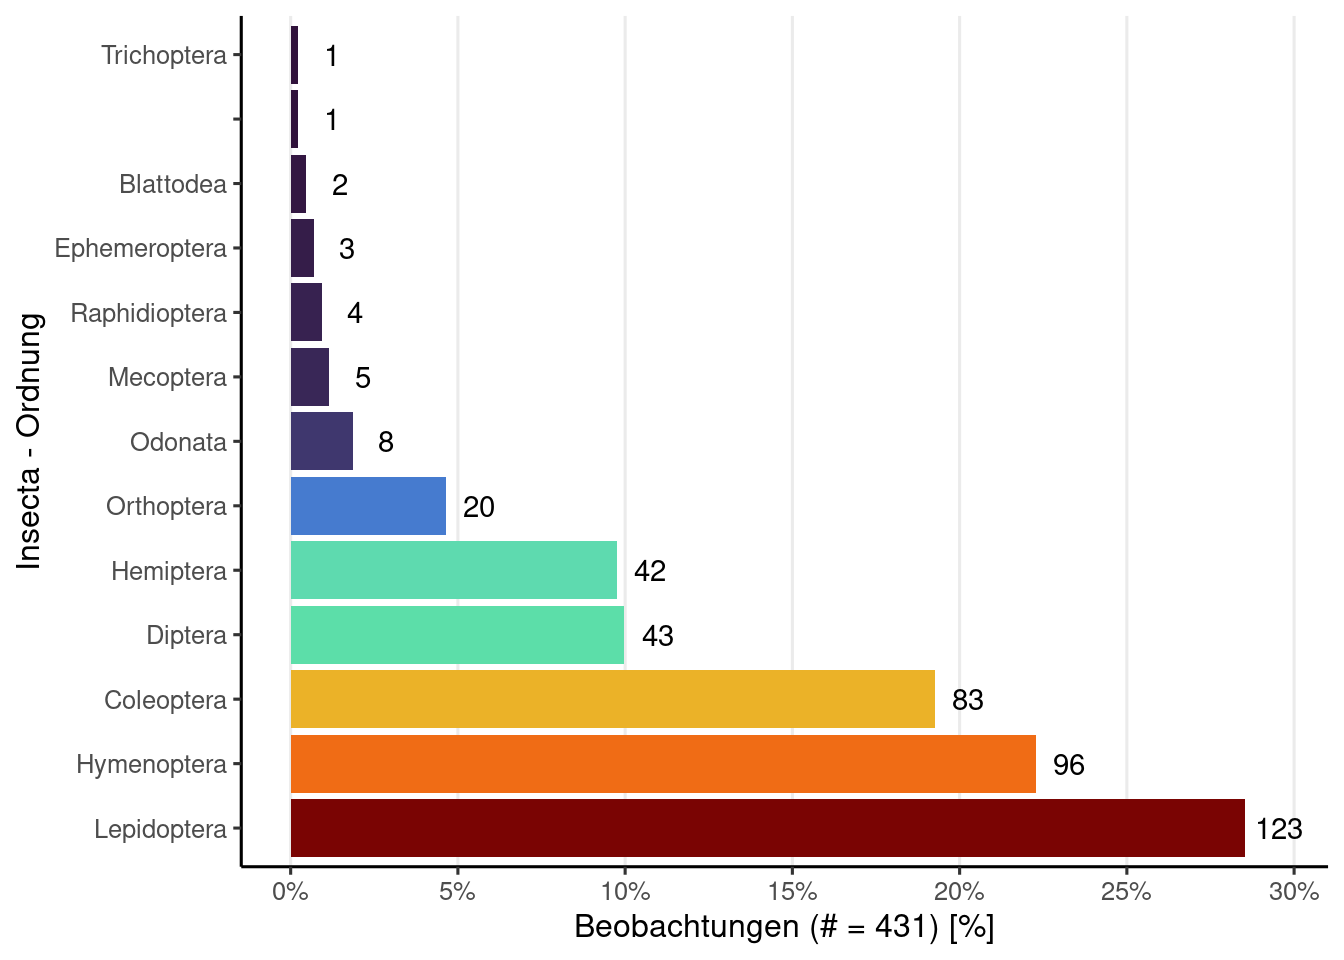 Trichoptera 1
1
Blattodea 2
Ephemeroptera 3
Raphidioptera 4
Mecoptera 5
Odonata 8
Orthoptera 20
Hemiptera 42
Diptera 43
Coleoptera 83
Hymenoptera 96
Lepidoptera 123
Insecta - Ordnung
0% 5% 10% 15% 20% 25% 30%
Beobachtungen (# = 431) [%]